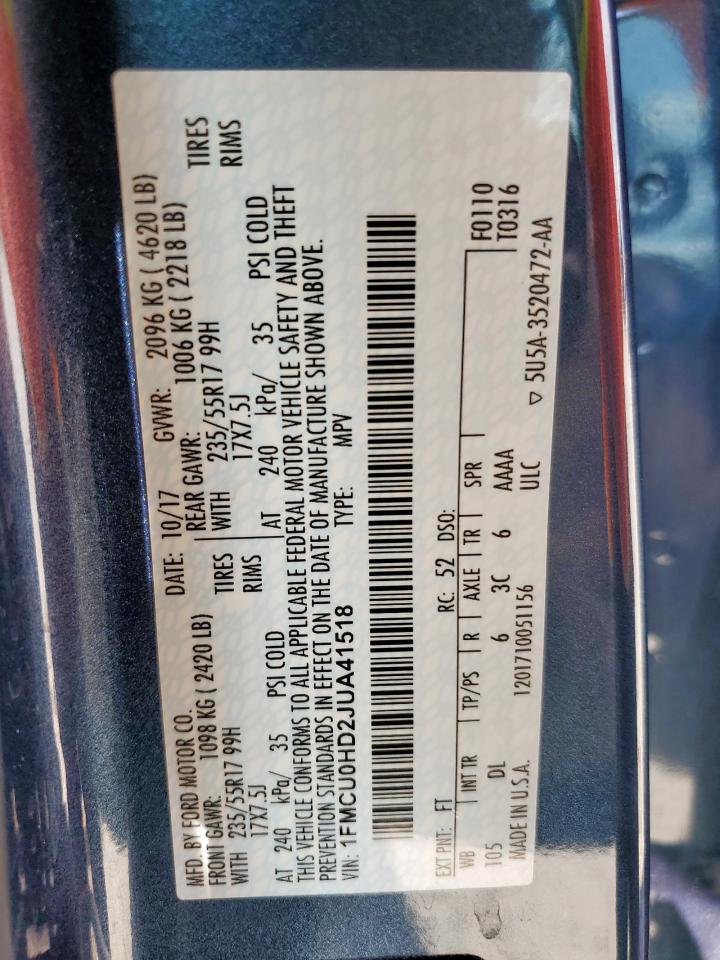 MFD. BY FORD MOTOR CO.
DATE: 10/17 GVWR: 2096 KG ( 4620 LB)
FRONT GAWR: 1098 KG ( 2420 LB)
REAR GAWR: 1006 KG ( 2218 LB)
WITH 235/55R17 99H TIRES
WITH 235/55R17 99H TIRES
17X7.5J RIMS
17X7.5J RIMS
AT 240 kPa/ 35 PSI COLD
AT 240 kPa/ 35 PSI COLD
THIS VEHICLE CONFORMS TO ALL APPLICABLE FEDERAL MOTOR VEHICLE SAFETY AND THEFT
PREVENTION STANDARDS IN EFFECT ON THE DATE OF MANUFACTURE SHOWN ABOVE.
VIN: 1FMCU0HD2JUA41518 TYPE: MPV
EXT PNT: FT RC: 52 DSO:
WB INT TR TP/PS R AXLE TR SPR F0110
T0316
105 DL 6 3C 6 AAAA
MADE IN U.S.A. 1201710051156 ULC
▽ 5U5A-3520472-AA